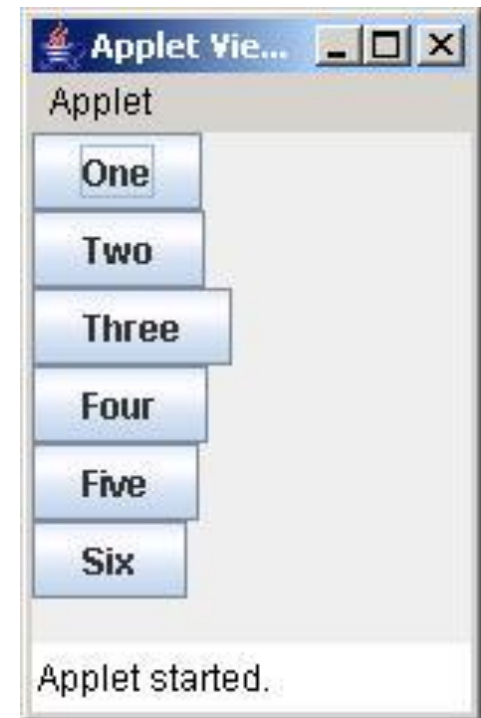 Applet Vie...
Applet
One
Two
Three
Four
Five
Six
Applet started.